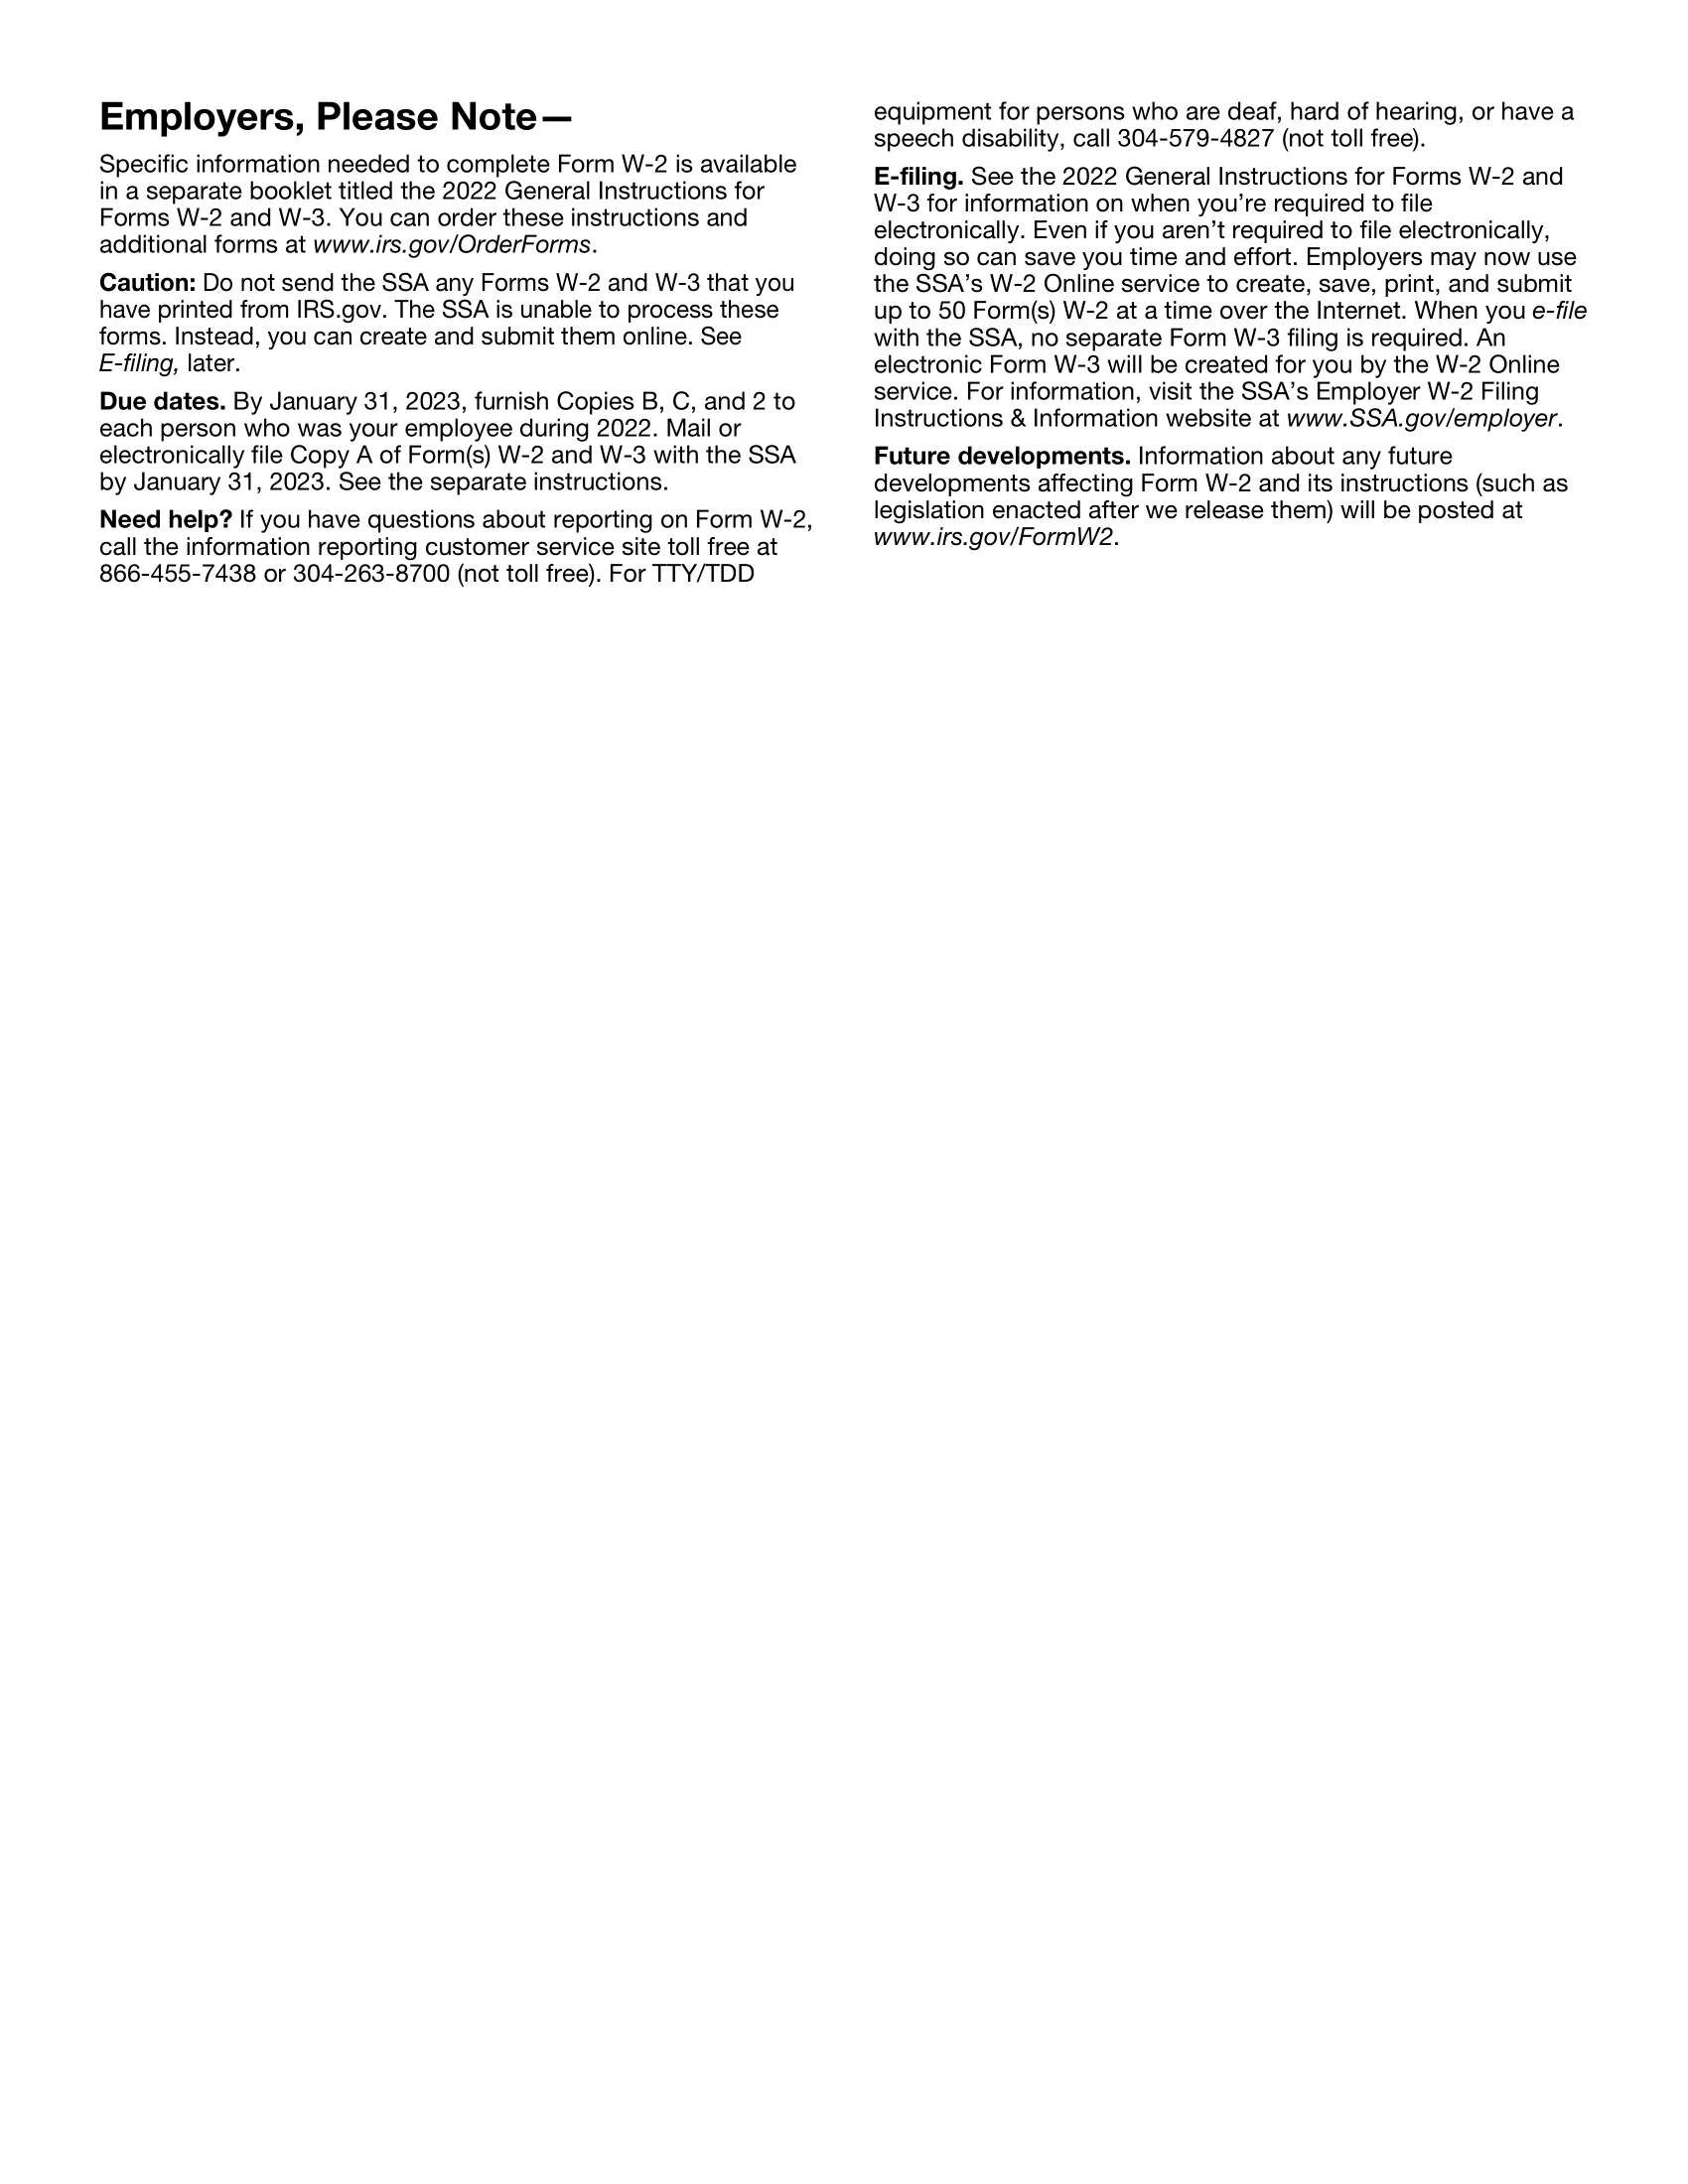 Employers, Please Note—
Specific information needed to complete Form W-2 is available
in a separate booklet titled the 2022 General Instructions for
Forms W-2 and W-3. You can order these instructions and
additional forms at www.irs.gov/OrderForms.
Caution: Do not send the SSA any Forms W-2 and W-3 that you
have printed from IRS.gov. The SSA is unable to process these
forms. Instead, you can create and submit them online. See
E-filing, later.
Due dates. By January 31, 2023, furnish Copies B, C, and 2 to
each person who was your employee during 2022. Mail or
electronically file Copy A of Form(s) W-2 and W-3 with the SSA
by January 31, 2023. See the separate instructions.
Need help? If you have questions about reporting on Form W-2,
call the information reporting customer service site toll free at
866-455-7438 or 304-263-8700 (not toll free). For TTY/TDD
equipment for persons who are deaf, hard of hearing, or have a
speech disability, call 304-579-4827 (not toll free).
E-filing. See the 2022 General Instructions for Forms W-2 and
W-3 for information on when you’re required to file
electronically. Even if you aren’t required to file electronically,
doing so can save you time and effort. Employers may now use
the SSA’s W-2 Online service to create, save, print, and submit
up to 50 Form(s) W-2 at a time over the Internet. When you e-file
with the SSA, no separate Form W-3 filing is required. An
electronic Form W-3 will be created for you by the W-2 Online
service. For information, visit the SSA’s Employer W-2 Filing
Instructions & Information website at www.SSA.gov/employer.
Future developments. Information about any future
developments affecting Form W-2 and its instructions (such as
legislation enacted after we release them) will be posted at
www.irs.gov/FormW2.